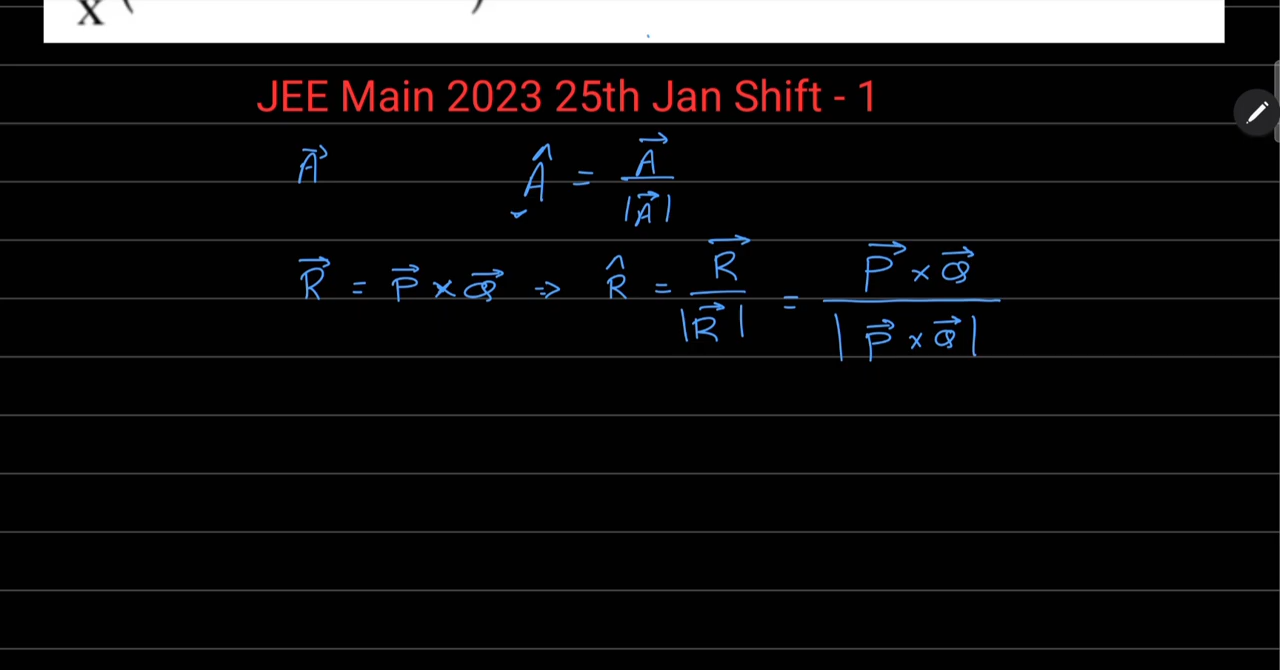 x (        )
JEE Main 2023 25th Jan Shift - 1
A⃗    Â = A⃗ / |A⃗|
R⃗ = P⃗ × Q⃗ ⇒ R̂ = R⃗ / |R⃗| = P⃗ × Q⃗ / |P⃗ × Q⃗|